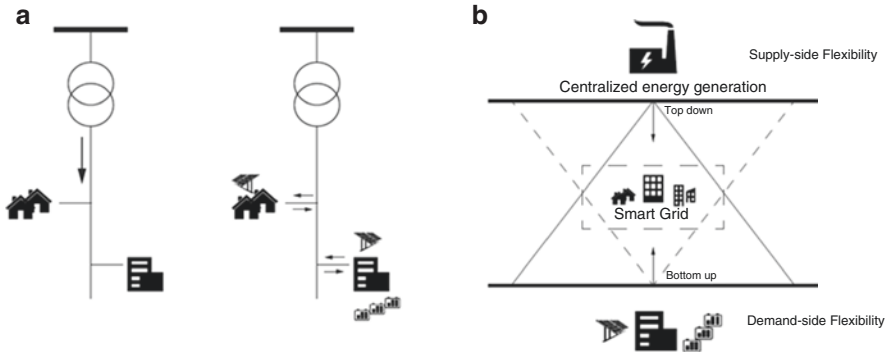 a
b
Supply-side Flexibility
Centralized energy generation
Top down
Smart Grid
Bottom up
Demand-side Flexibility